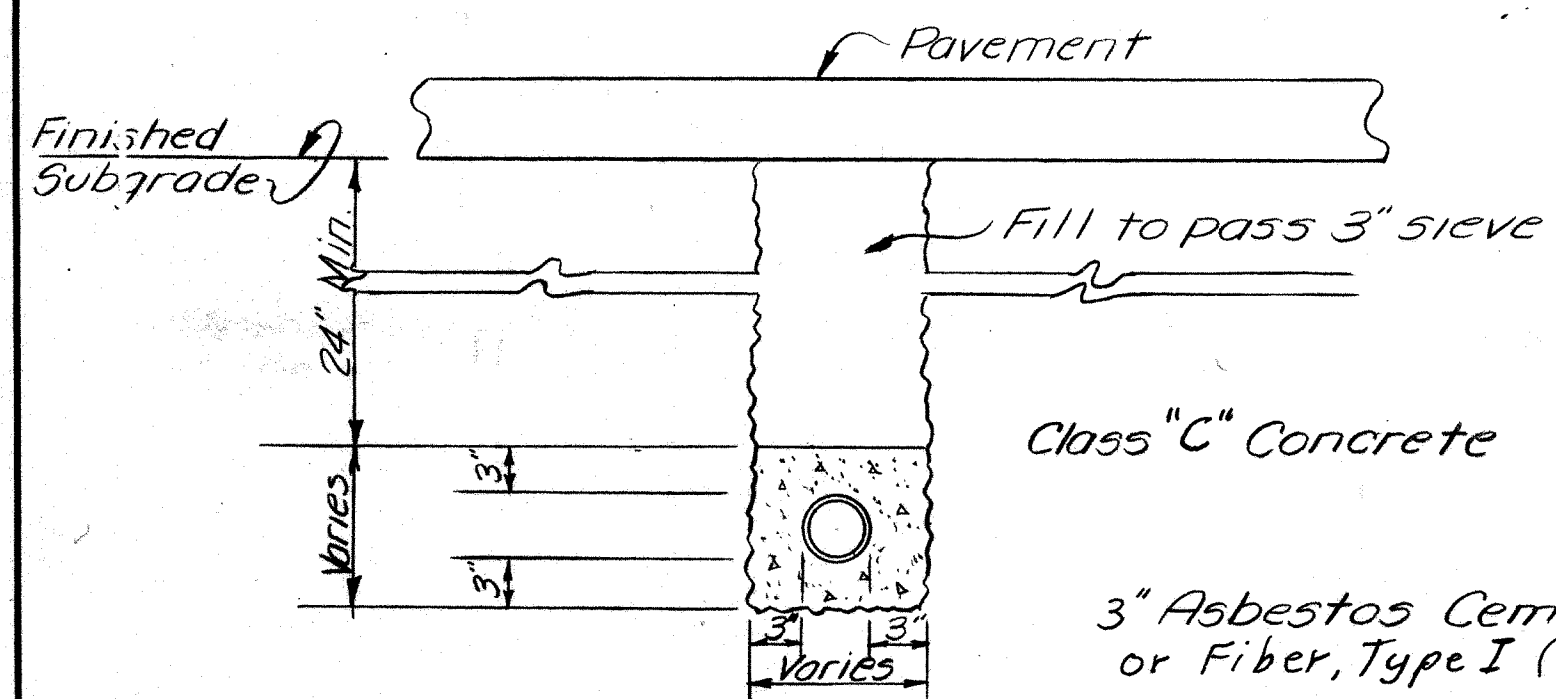 Pavement
Finished
Subgrade
Fill to pass 3" sieve
24" Min.
Class "C" Concrete
3"
Varies
3"
3" Asbestos Cem
or Fiber, Type I (
3"
3"
Varies